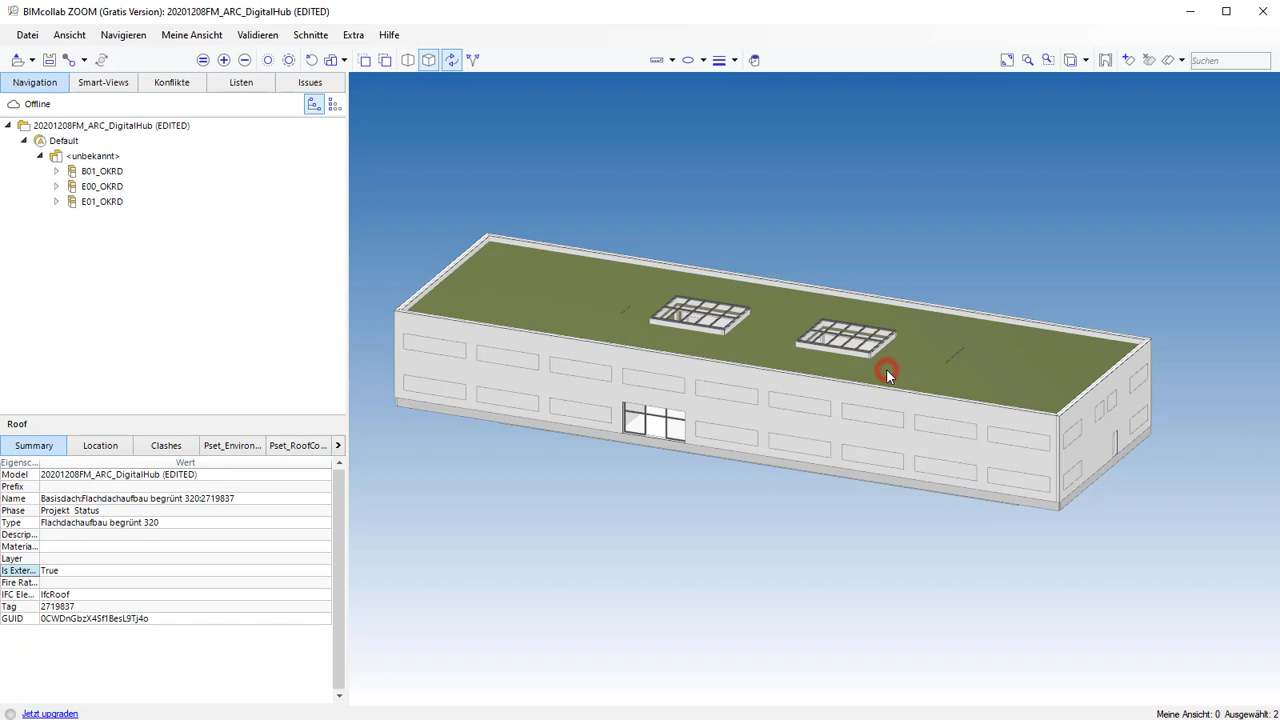 BIMcollab ZOOM (Gratis Version): 20201208FM_ARC_DigitalHub (EDITED)
Datei Ansicht Navigieren Meine Ansicht Validieren Schnitte Extra Hilfe
Suchen
Navigation Smart-Views Konflikte Listen Issues
Offline
20201208FM_ARC_DigitalHub (EDITED)
Default
<unbekannt>
B01_OKRD
E00_OKRD
E01_OKRD
Roof
Summary Location Clashes Pset_Environ... Pset_RoofCo...
Eigensc... Wert
Model 20201208FM_ARC_DigitalHub (EDITED)
Prefix
Name Basisdach:Flachdachaufbau begrünt 320:2719837
Phase Projekt Status
Type Flachdachaufbau begrünt 320
Descrip...
Materia...
Layer
Is Exter... True
Fire Rat...
IFC Ele... IfcRoof
Tag 2719837
GUID 0CWDnGbzX4Sf1BesL9Tj4o
Jetzt upgraden
Meine Ansicht: 0 Ausgewählt: 2